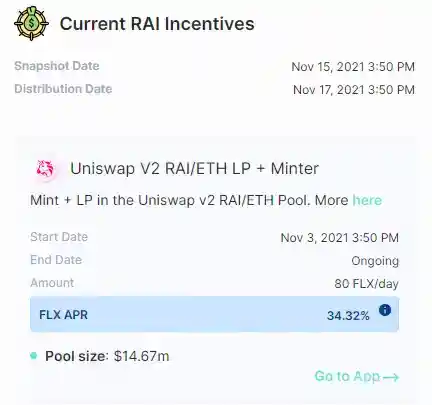 Current RAI Incentives
Snapshot Date Nov 15, 2021 3:50 PM
Distribution Date Nov 17, 2021 3:50 PM
Uniswap V2 RAI/ETH LP + Minter
Mint + LP in the Uniswap v2 RAI/ETH Pool. More here
Start Date Nov 3, 2021 3:50 PM
End Date Ongoing
Amount 80 FLX/day
FLX APR 34.32%
Pool size: $14.67m
Go to App→